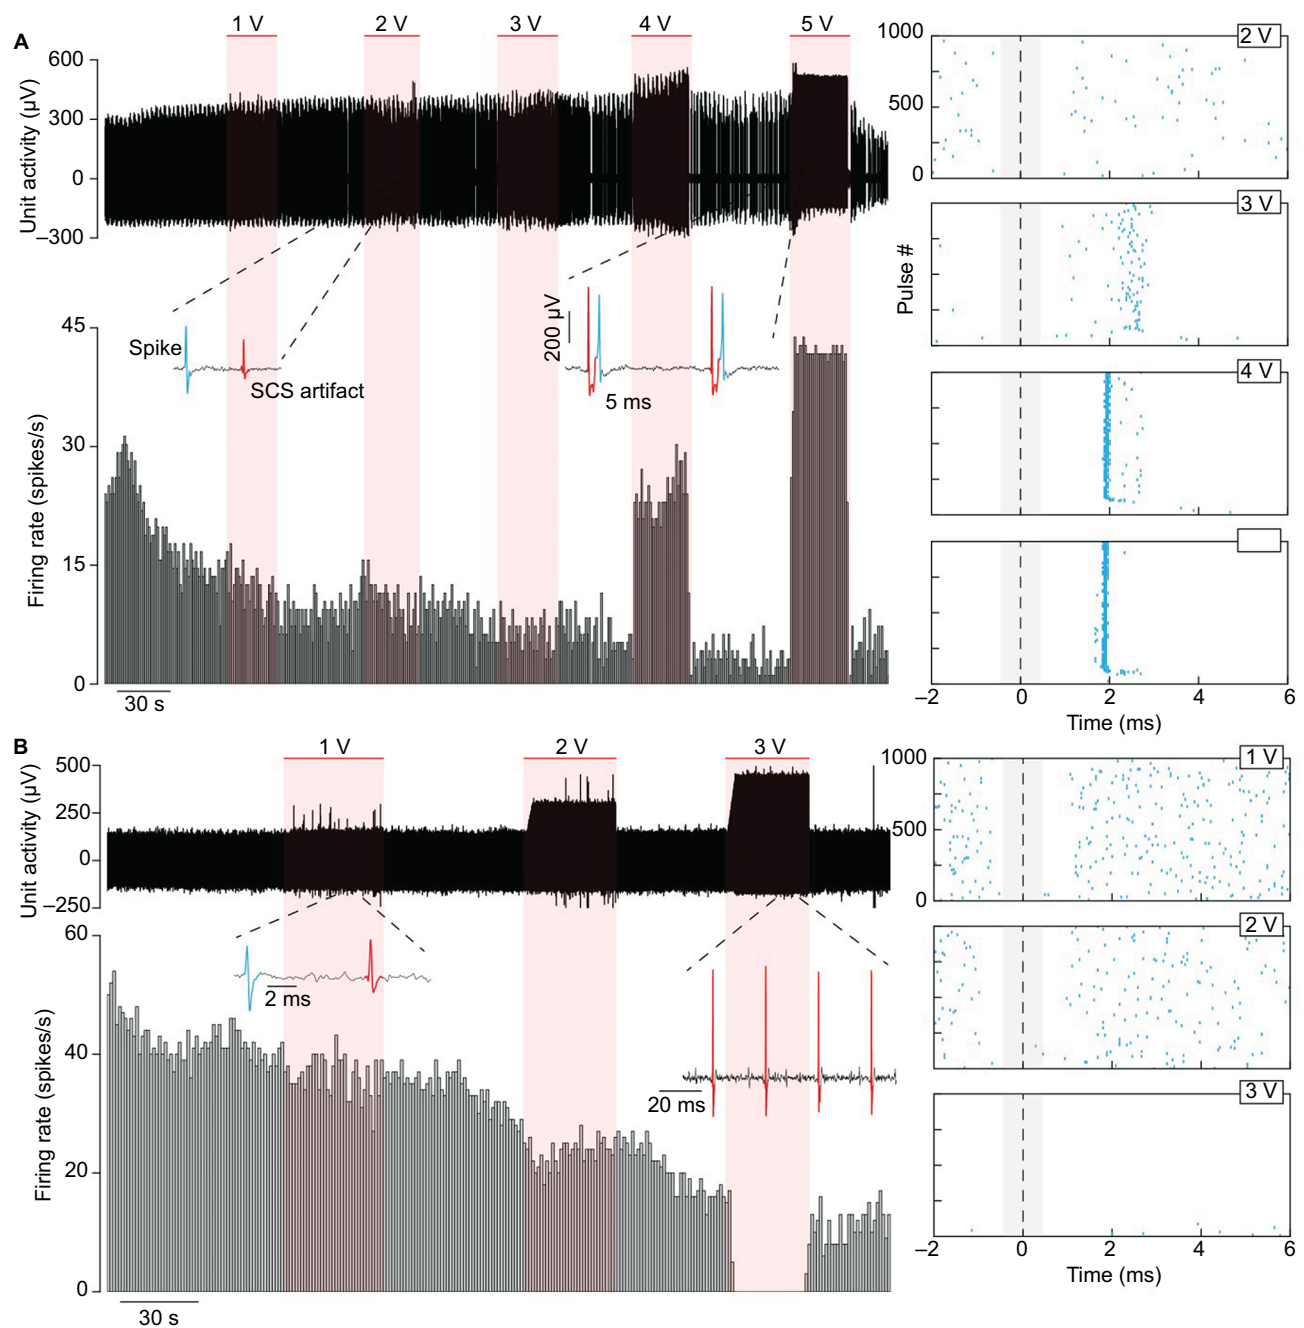 A
1 V
2 V
3 V
4 V
5 V
Unit activity (µV)
600
300
0
–300
200 µV
Spike
SCS artifact
5 ms
Firing rate (spikes/s)
45
30
15
0
30 s
Pulse #
1000
500
0
2 V
3 V
4 V
–2
0
2
4
6
Time (ms)
B
1 V
2 V
3 V
Unit activity (µV)
500
250
0
–250
2 ms
20 ms
Firing rate (spikes/s)
60
40
20
0
30 s
1000
500
0
1 V
2 V
3 V
–2
0
2
4
6
Time (ms)